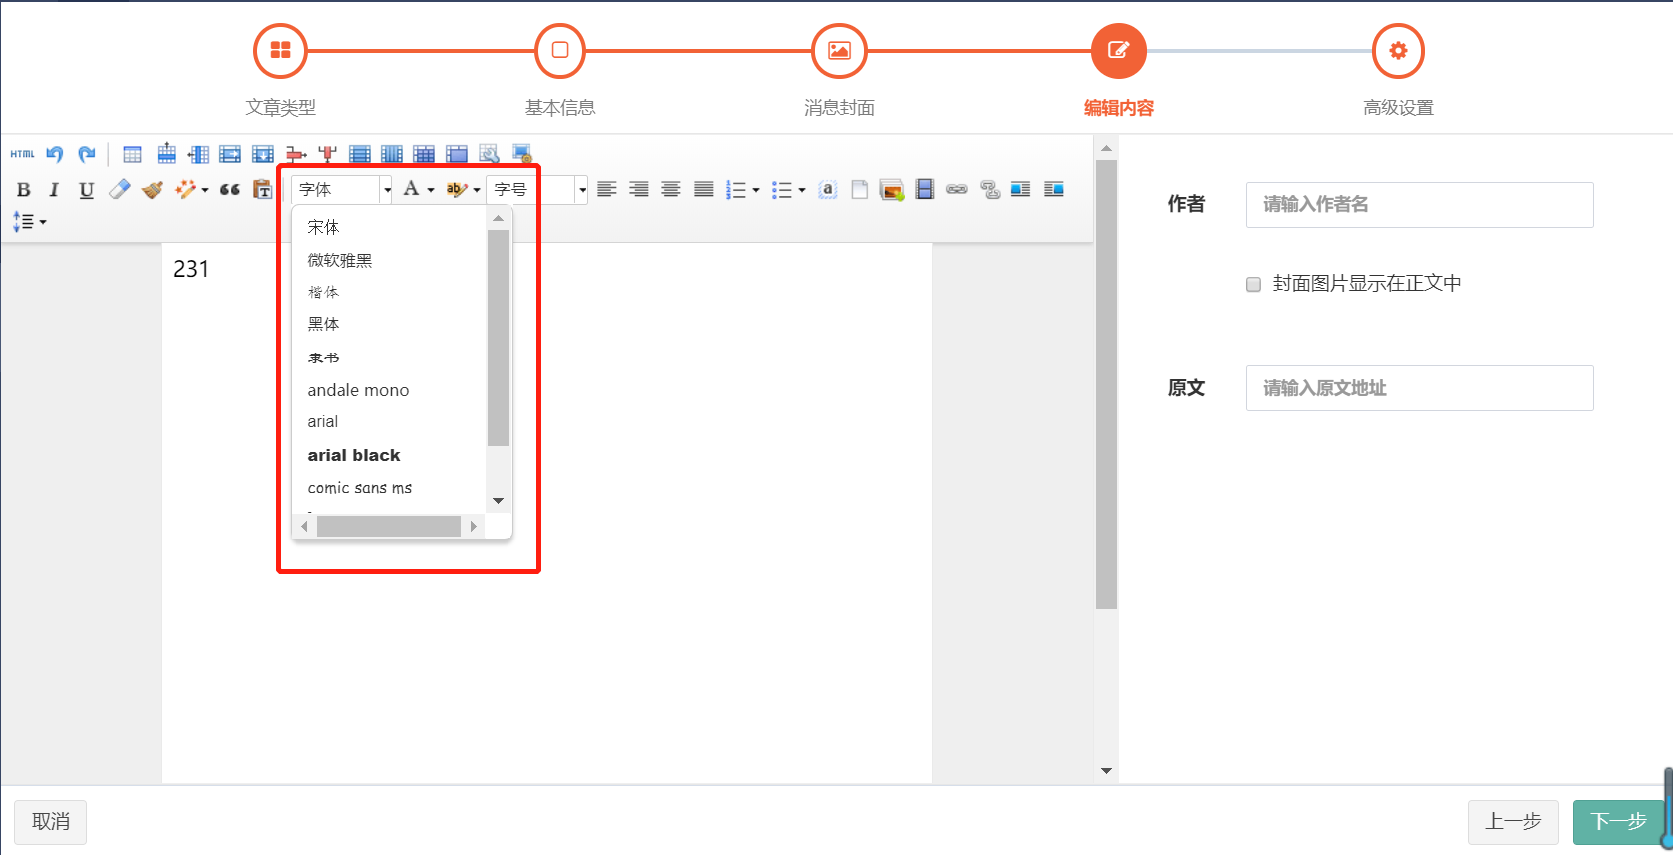 文章类型
基本信息
消息封面
编辑内容
高级设置
HTML
B I U 字体 A ab 字号 a
231
宋体
微软雅黑
楷体
黑体
隶书
andale mono
arial
arial black
comic sans ms
作者 请输入作者名
封面图片显示在正文中
原文 请输入原文地址
取消
上一步
下一步